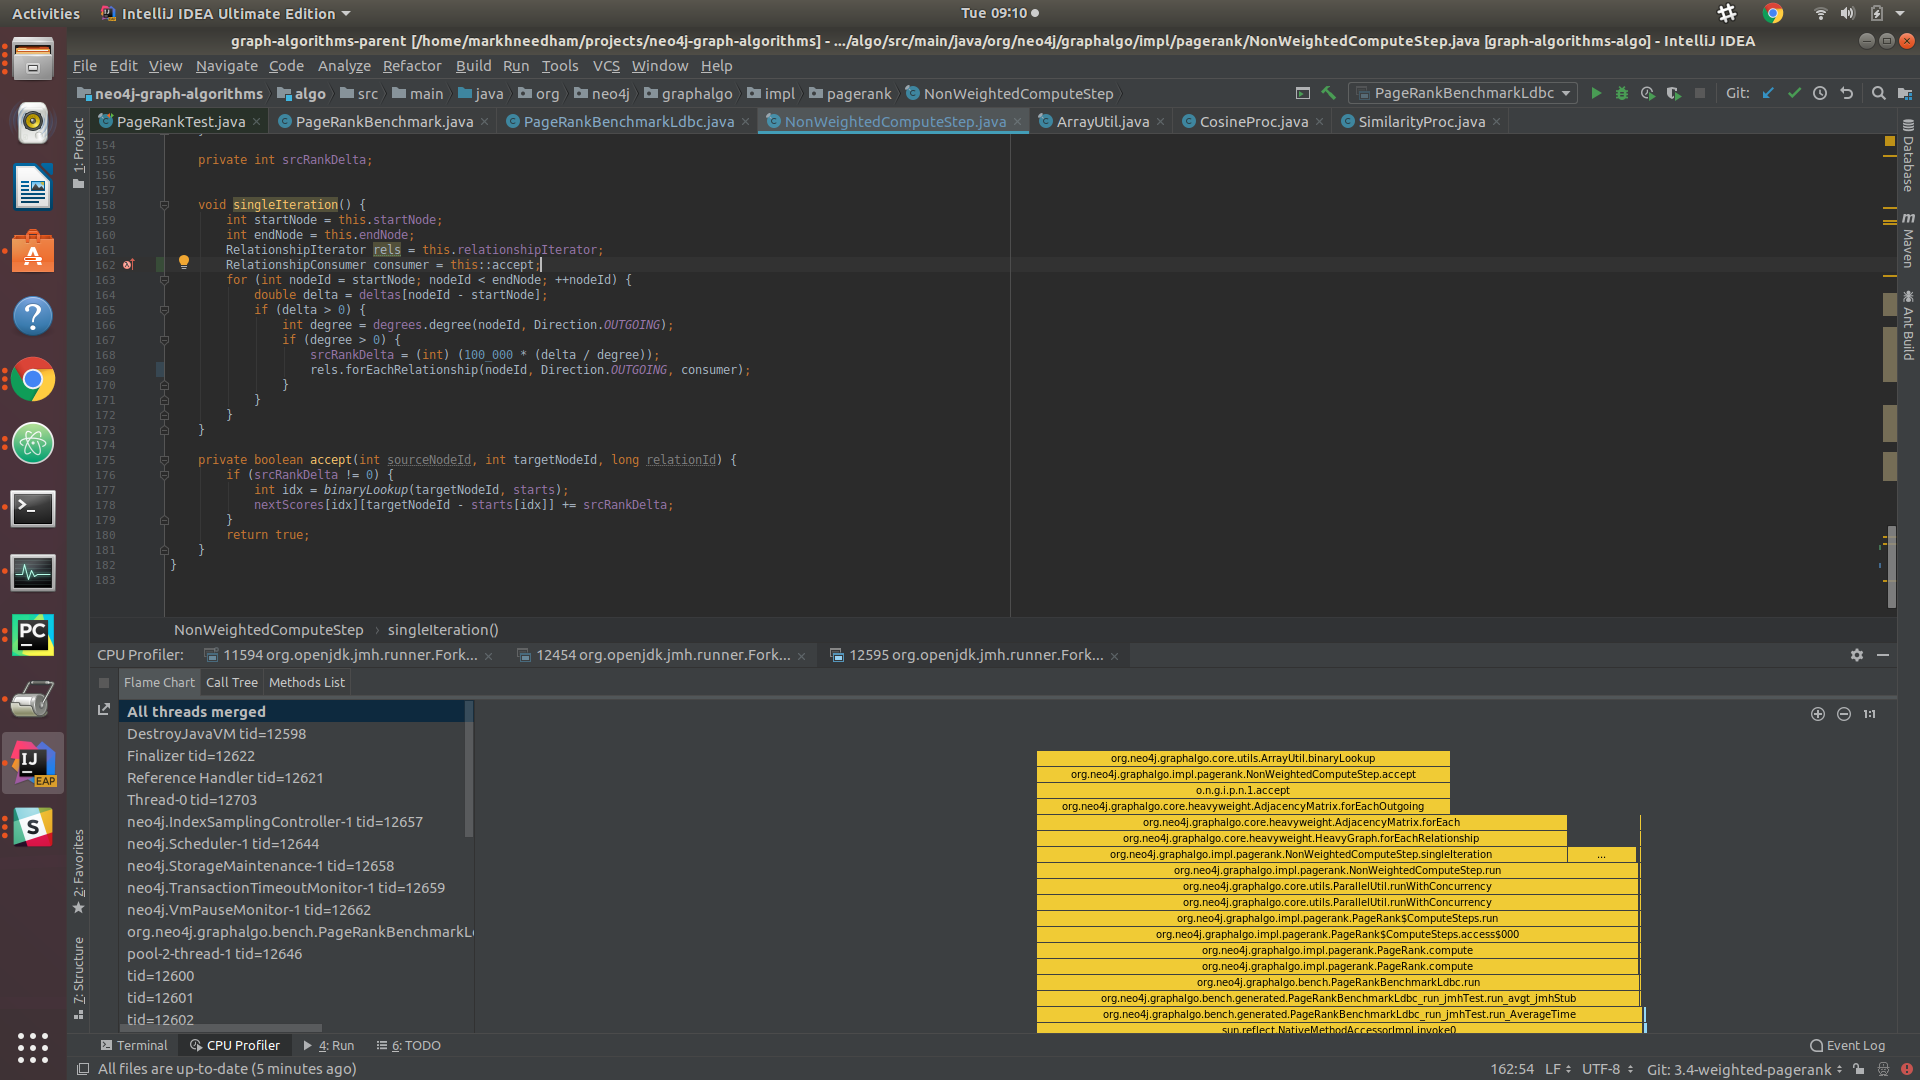 Activities IntelliJ IDEA Ultimate Edition Tue 09:10
graph-algorithms-parent [/home/markhneedham/projects/neo4j-graph-algorithms] - .../algo/src/main/java/org/neo4j/graphalgo/impl/pagerank/NonWeightedComputeStep.java [graph-algorithms-algo] - IntelliJ IDEA
File Edit View Navigate Code Analyze Refactor Build Run Tools VCS Window Help
neo4j-graph-algorithms algo src main java org neo4j graphalgo impl pagerank NonWeightedComputeStep PageRankBenchmarkLdbc Git:
PageRankTest.java PageRankBenchmark.java PageRankBenchmarkLdbc.java NonWeightedComputeStep.java ArrayUtil.java CosineProc.java SimilarityProc.java
1: Project
2: Favorites
7: Structure
Database
m Maven
Ant Build
154
155 private int srcRankDelta;
156
157
158 void singleIteration() {
159 int startNode = this.startNode;
160 int endNode = this.endNode;
161 RelationshipIterator rels = this.relationshipIterator;
162 RelationshipConsumer consumer = this::accept;
163 for (int nodeId = startNode; nodeId < endNode; ++nodeId) {
164 double delta = deltas[nodeId - startNode];
165 if (delta > 0) {
166 int degree = degrees.degree(nodeId, Direction.OUTGOING);
167 if (degree > 0) {
168 srcRankDelta = (int) (100_000 * (delta / degree));
169 rels.forEachRelationship(nodeId, Direction.OUTGOING, consumer);
170 }
171 }
172 }
173 }
174
175 private boolean accept(int sourceNodeId, int targetNodeId, long relationId) {
176 if (srcRankDelta != 0) {
177 int idx = binaryLookup(targetNodeId, starts);
178 nextScores[idx][targetNodeId - starts[idx]] += srcRankDelta;
179 }
180 return true;
181 }
182 }
183
NonWeightedComputeStep › singleIteration()
CPU Profiler: 11594 org.openjdk.jmh.runner.Fork... 12454 org.openjdk.jmh.runner.Fork... 12595 org.openjdk.jmh.runner.Fork...
Flame Chart Call Tree Methods List
1:1
All threads merged
DestroyJavaVM tid=12598
Finalizer tid=12622
Reference Handler tid=12621
Thread-0 tid=12703
neo4j.IndexSamplingController-1 tid=12657
neo4j.Scheduler-1 tid=12644
neo4j.StorageMaintenance-1 tid=12658
neo4j.TransactionTimeoutMonitor-1 tid=12659
neo4j.VmPauseMonitor-1 tid=12662
org.neo4j.graphalgo.bench.PageRankBenchmarkL
pool-2-thread-1 tid=12646
tid=12600
tid=12601
tid=12602
org.neo4j.graphalgo.core.utils.ArrayUtil.binaryLookup
org.neo4j.graphalgo.impl.pagerank.NonWeightedComputeStep.accept
o.n.g.i.p.n.1.accept
org.neo4j.graphalgo.core.heavyweight.AdjacencyMatrix.forEachOutgoing
org.neo4j.graphalgo.core.heavyweight.AdjacencyMatrix.forEach
org.neo4j.graphalgo.core.heavyweight.HeavyGraph.forEachRelationship
org.neo4j.graphalgo.impl.pagerank.NonWeightedComputeStep.singleIteration ...
org.neo4j.graphalgo.impl.pagerank.NonWeightedComputeStep.run
org.neo4j.graphalgo.core.utils.ParallelUtil.runWithConcurrency
org.neo4j.graphalgo.core.utils.ParallelUtil.runWithConcurrency
org.neo4j.graphalgo.impl.pagerank.PageRank$ComputeSteps.run
org.neo4j.graphalgo.impl.pagerank.PageRank$ComputeSteps.access$000
org.neo4j.graphalgo.impl.pagerank.PageRank.compute
org.neo4j.graphalgo.impl.pagerank.PageRank.compute
org.neo4j.graphalgo.bench.PageRankBenchmarkLdbc.run
org.neo4j.graphalgo.bench.generated.PageRankBenchmarkLdbc_run_jmhTest.run_avgt_jmhStub
org.neo4j.graphalgo.bench.generated.PageRankBenchmarkLdbc_run_jmhTest.run_AverageTime
sun.reflect.NativeMethodAccessorImpl.invoke0
Terminal CPU Profiler 4: Run 6: TODO Event Log
All files are up-to-date (5 minutes ago) 162:54 LF UTF-8 Git: 3.4-weighted-pagerank
PC
IJ
EAP
S